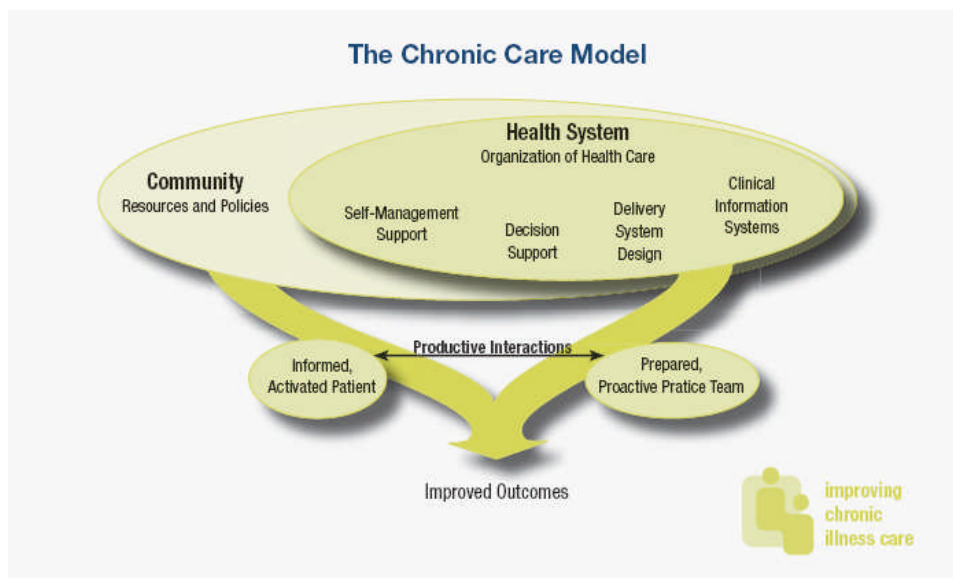 The Chronic Care Model
Health System
Organization of Health Care
Community
Resources and Policies
Self-Management
Support
Decision
Support
Delivery
System
Design
Clinical
Information
Systems
Productive Interactions
Informed,
Activated Patient
Prepared,
Proactive Pratice Team
Improved Outcomes
improving
chronic
illness care